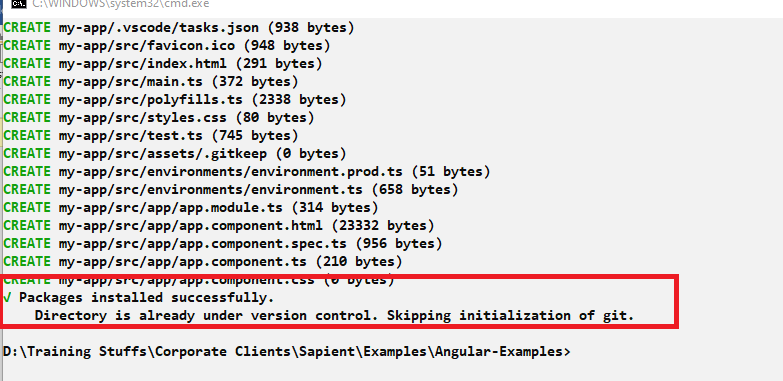 C:\WINDOWS\system32\cmd.exe
CREATE my-app/.vscode/tasks.json (938 bytes)
CREATE my-app/src/favicon.ico (948 bytes)
CREATE my-app/src/index.html (291 bytes)
CREATE my-app/src/main.ts (372 bytes)
CREATE my-app/src/polyfills.ts (2338 bytes)
CREATE my-app/src/styles.css (80 bytes)
CREATE my-app/src/test.ts (745 bytes)
CREATE my-app/src/assets/.gitkeep (0 bytes)
CREATE my-app/src/environments/environment.prod.ts (51 bytes)
CREATE my-app/src/environments/environment.ts (658 bytes)
CREATE my-app/src/app/app.module.ts (314 bytes)
CREATE my-app/src/app/app.component.html (23332 bytes)
CREATE my-app/src/app/app.component.spec.ts (956 bytes)
CREATE my-app/src/app/app.component.ts (210 bytes)
CREATE my-app/src/app/app.component.css (0 bytes)
√ Packages installed successfully.
Directory is already under version control. Skipping initialization of git.
D:\Training Stuffs\Corporate Clients\Sapient\Examples\Angular-Examples>